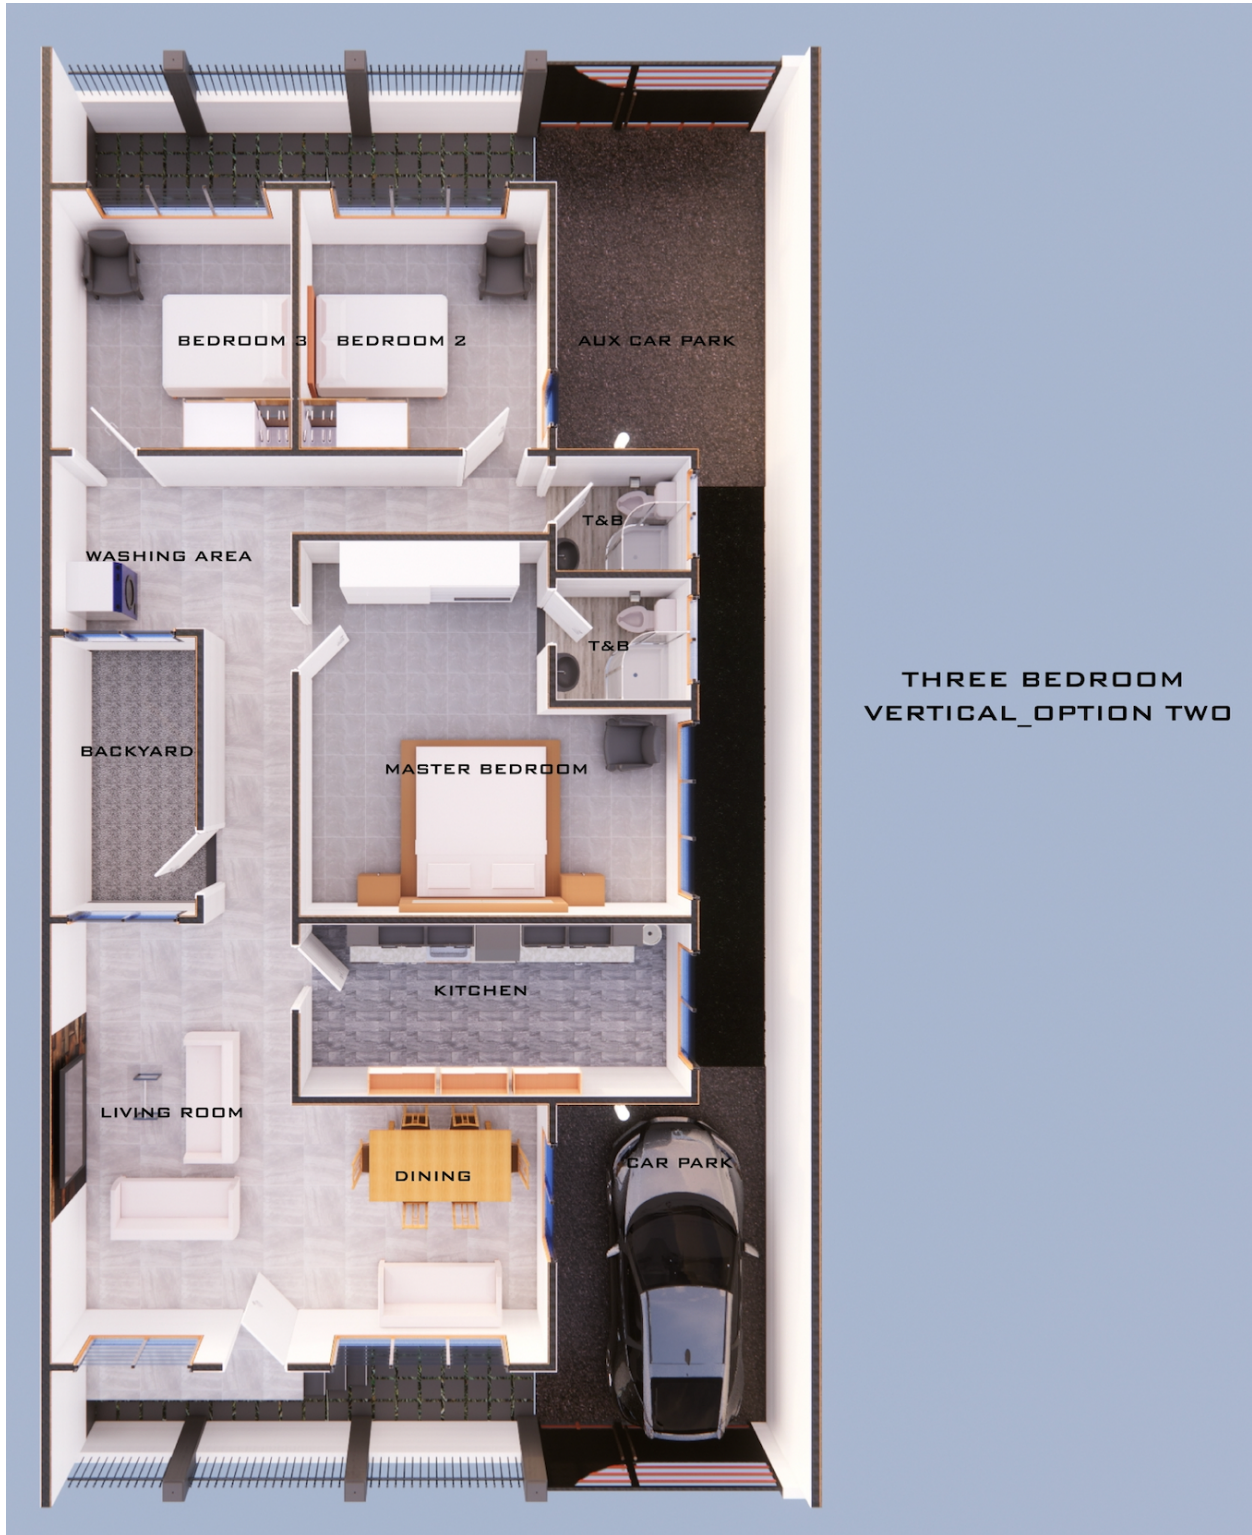 BEDROOM 3
BEDROOM 2
AUX CAR PARK
T&B
WASHING AREA
T&B
THREE BEDROOM
VERTICAL_OPTION TWO
BACKYARD
MASTER BEDROOM
KITCHEN
LIVING ROOM
CAR PARK
DINING